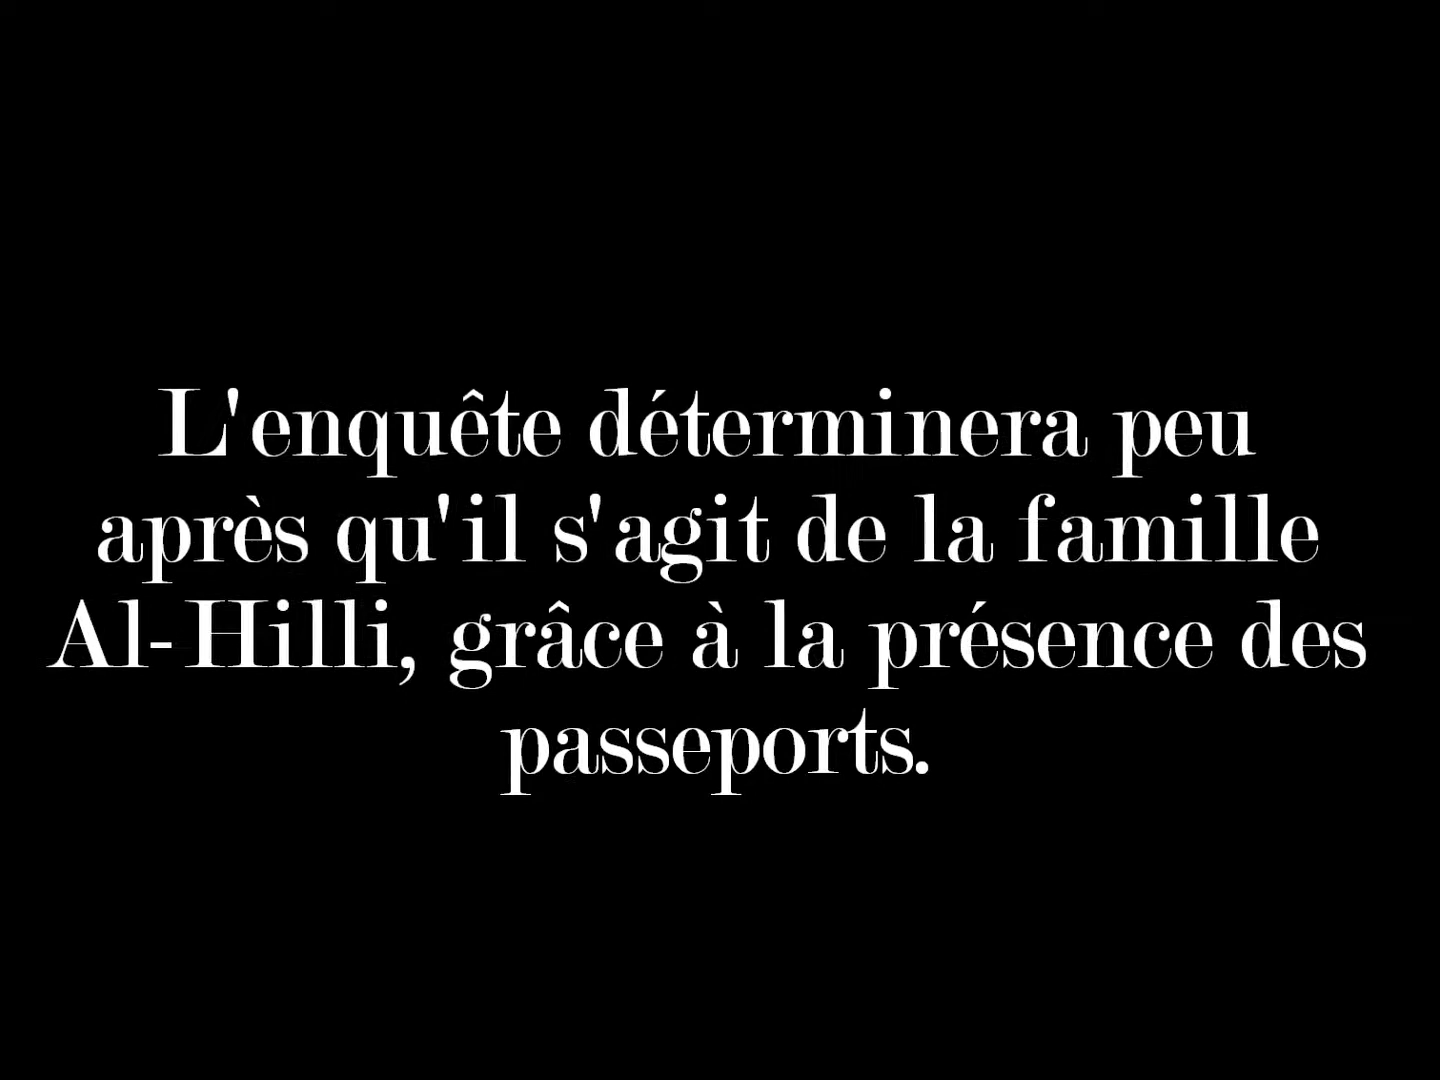 L'enquête déterminera peu
après qu'il s'agit de la famille
Al-Hilli, grâce à la présence des
passeports.